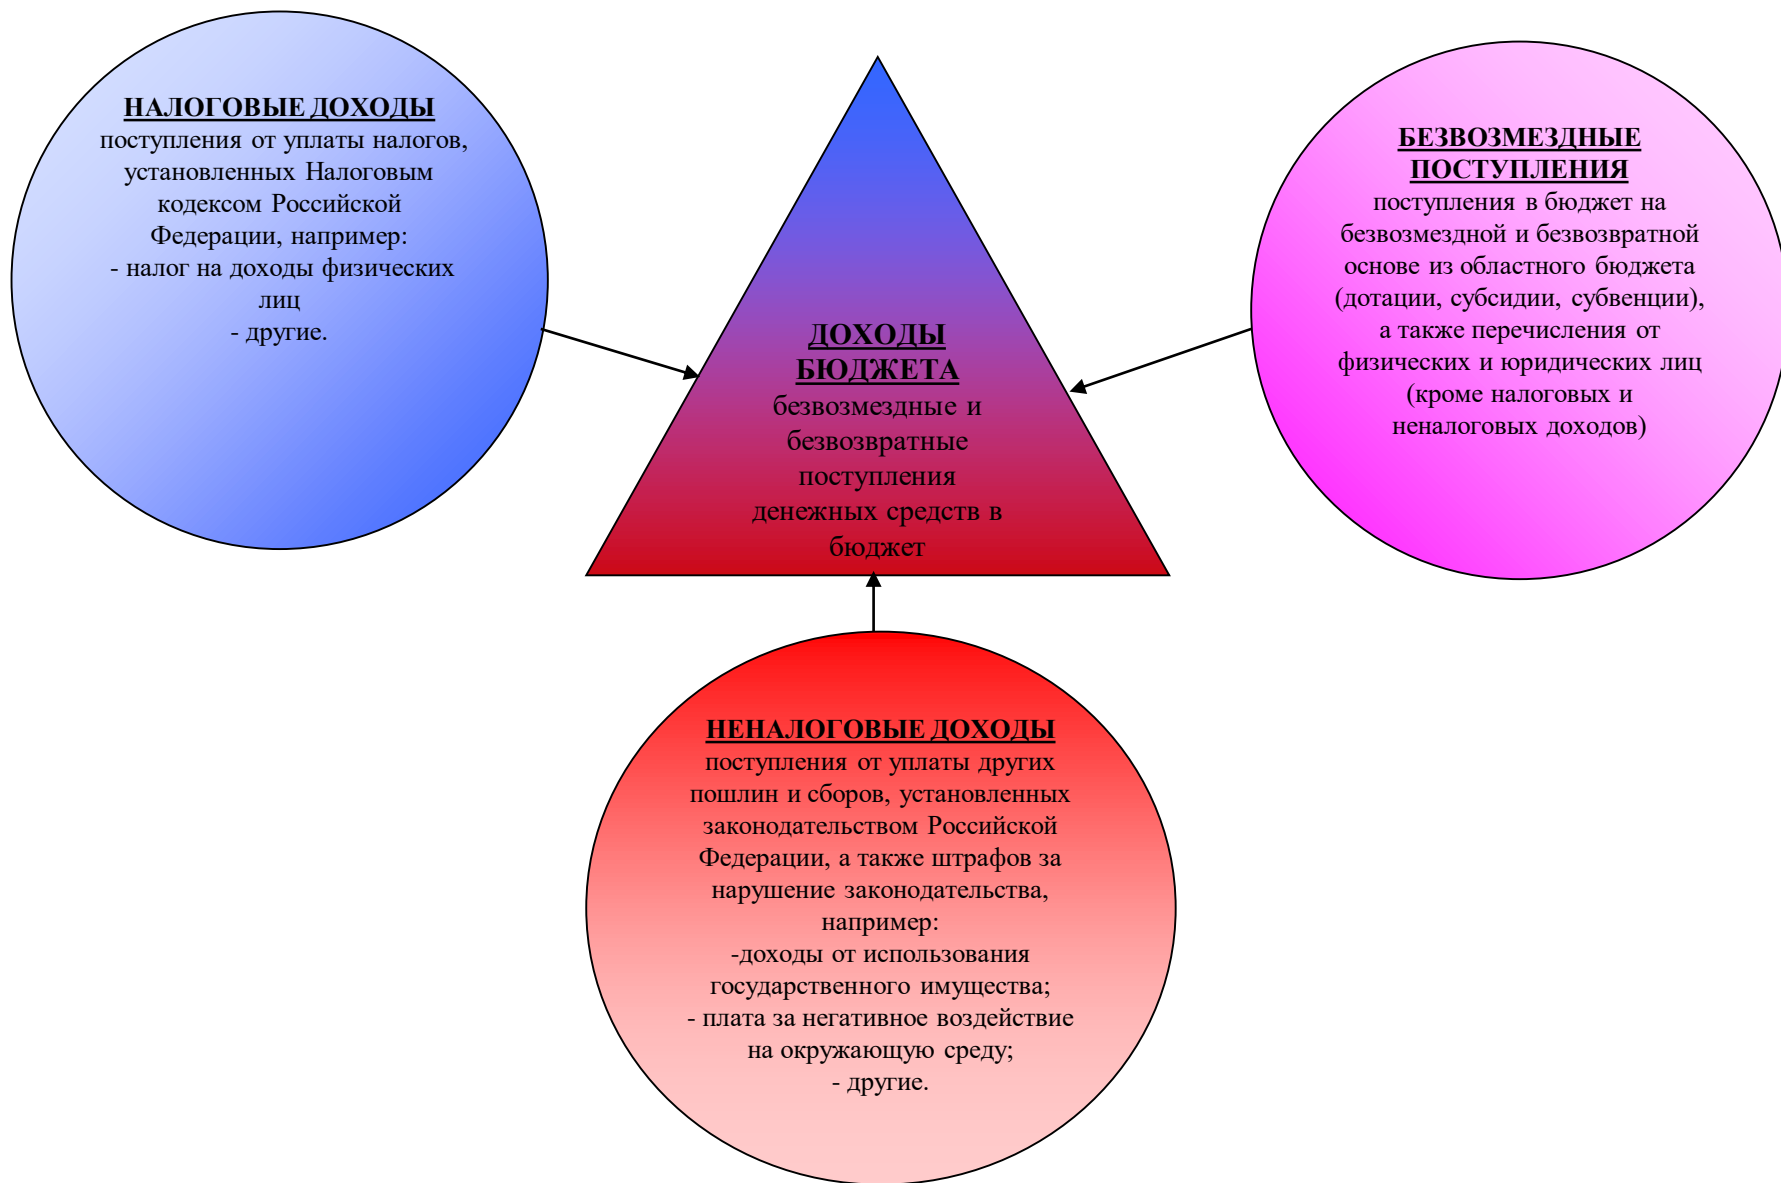 НАЛОГОВЫЕ ДОХОДЫ
поступления от уплаты налогов,
установленных Налоговым
кодексом Российской
Федерации, например:
- налог на доходы физических
лиц
- другие.
ДОХОДЫ
БЮДЖЕТА
безвозмездные и
безвозвратные
поступления
денежных средств в
бюджет
БЕЗВОЗМЕЗДНЫЕ
ПОСТУПЛЕНИЯ
поступления в бюджет на
безвозмездной и безвозвратной
основе из областного бюджета
(дотации, субсидии, субвенции),
а также перечисления от
физических и юридических лиц
(кроме налоговых и
неналоговых доходов)
НЕНАЛОГОВЫЕ ДОХОДЫ
поступления от уплаты других
пошлин и сборов, установленных
законодательством Российской
Федерации, а также штрафов за
нарушение законодательства,
например:
-доходы от использования
государственного имущества;
- плата за негативное воздействие
на окружающую среду;
- другие.